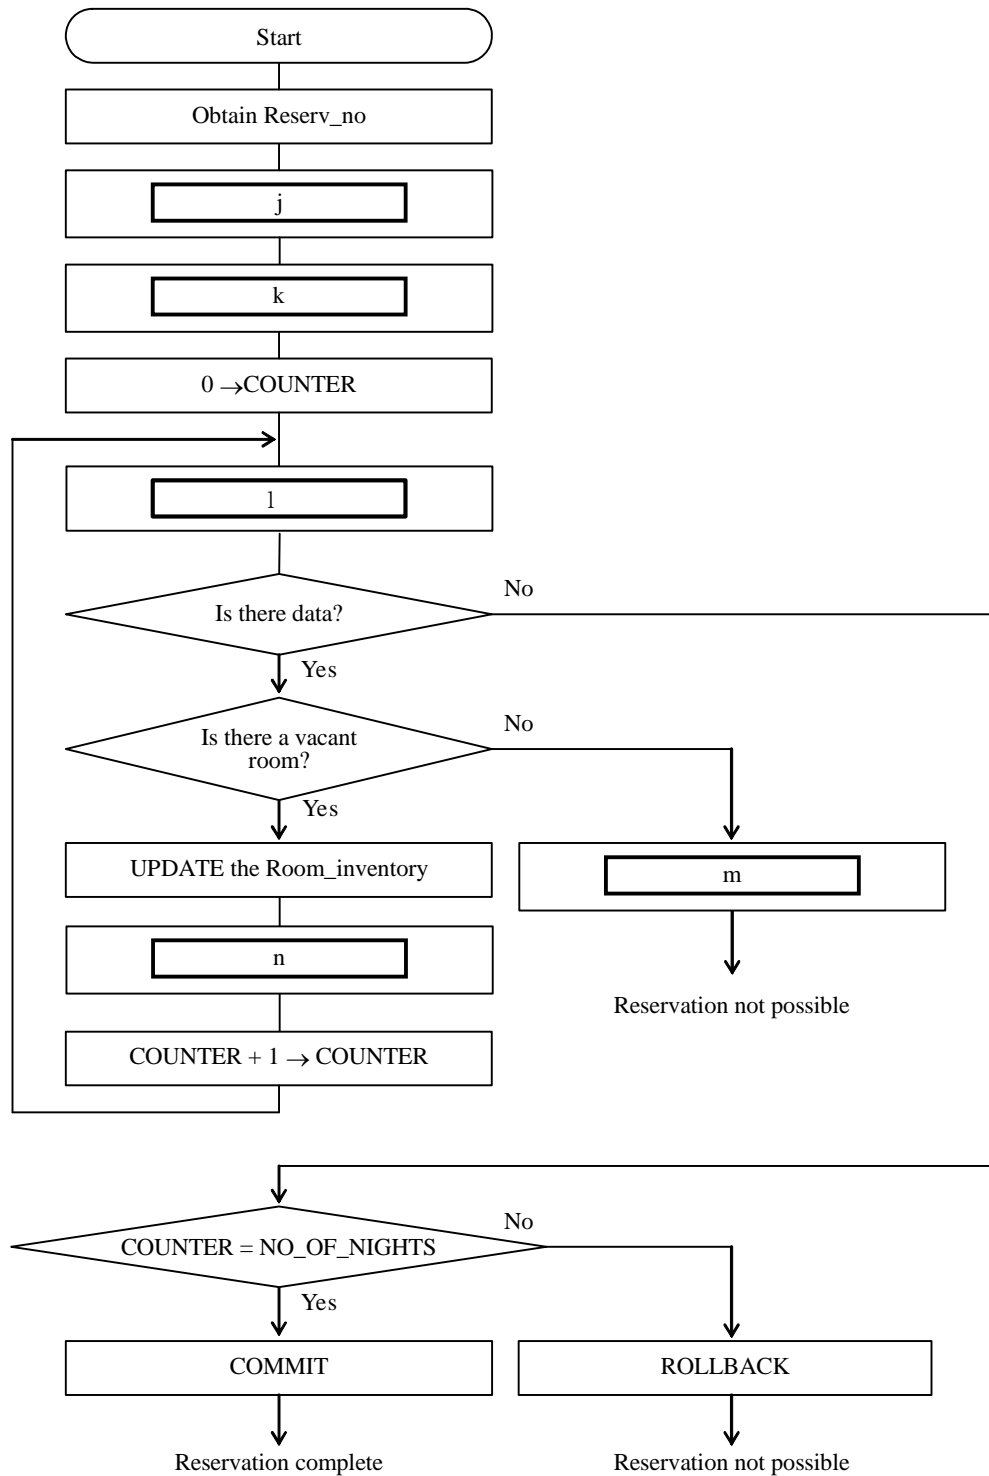 Start
Obtain Reserv_no
j
k
0 →COUNTER
l
Is there data?
No
Yes
Is there a vacant
room?
No
Yes
UPDATE the Room_inventory
m
n
Reservation not possible
COUNTER + 1 → COUNTER
COUNTER = NO_OF_NIGHTS
No
Yes
COMMIT
ROLLBACK
Reservation complete
Reservation not possible